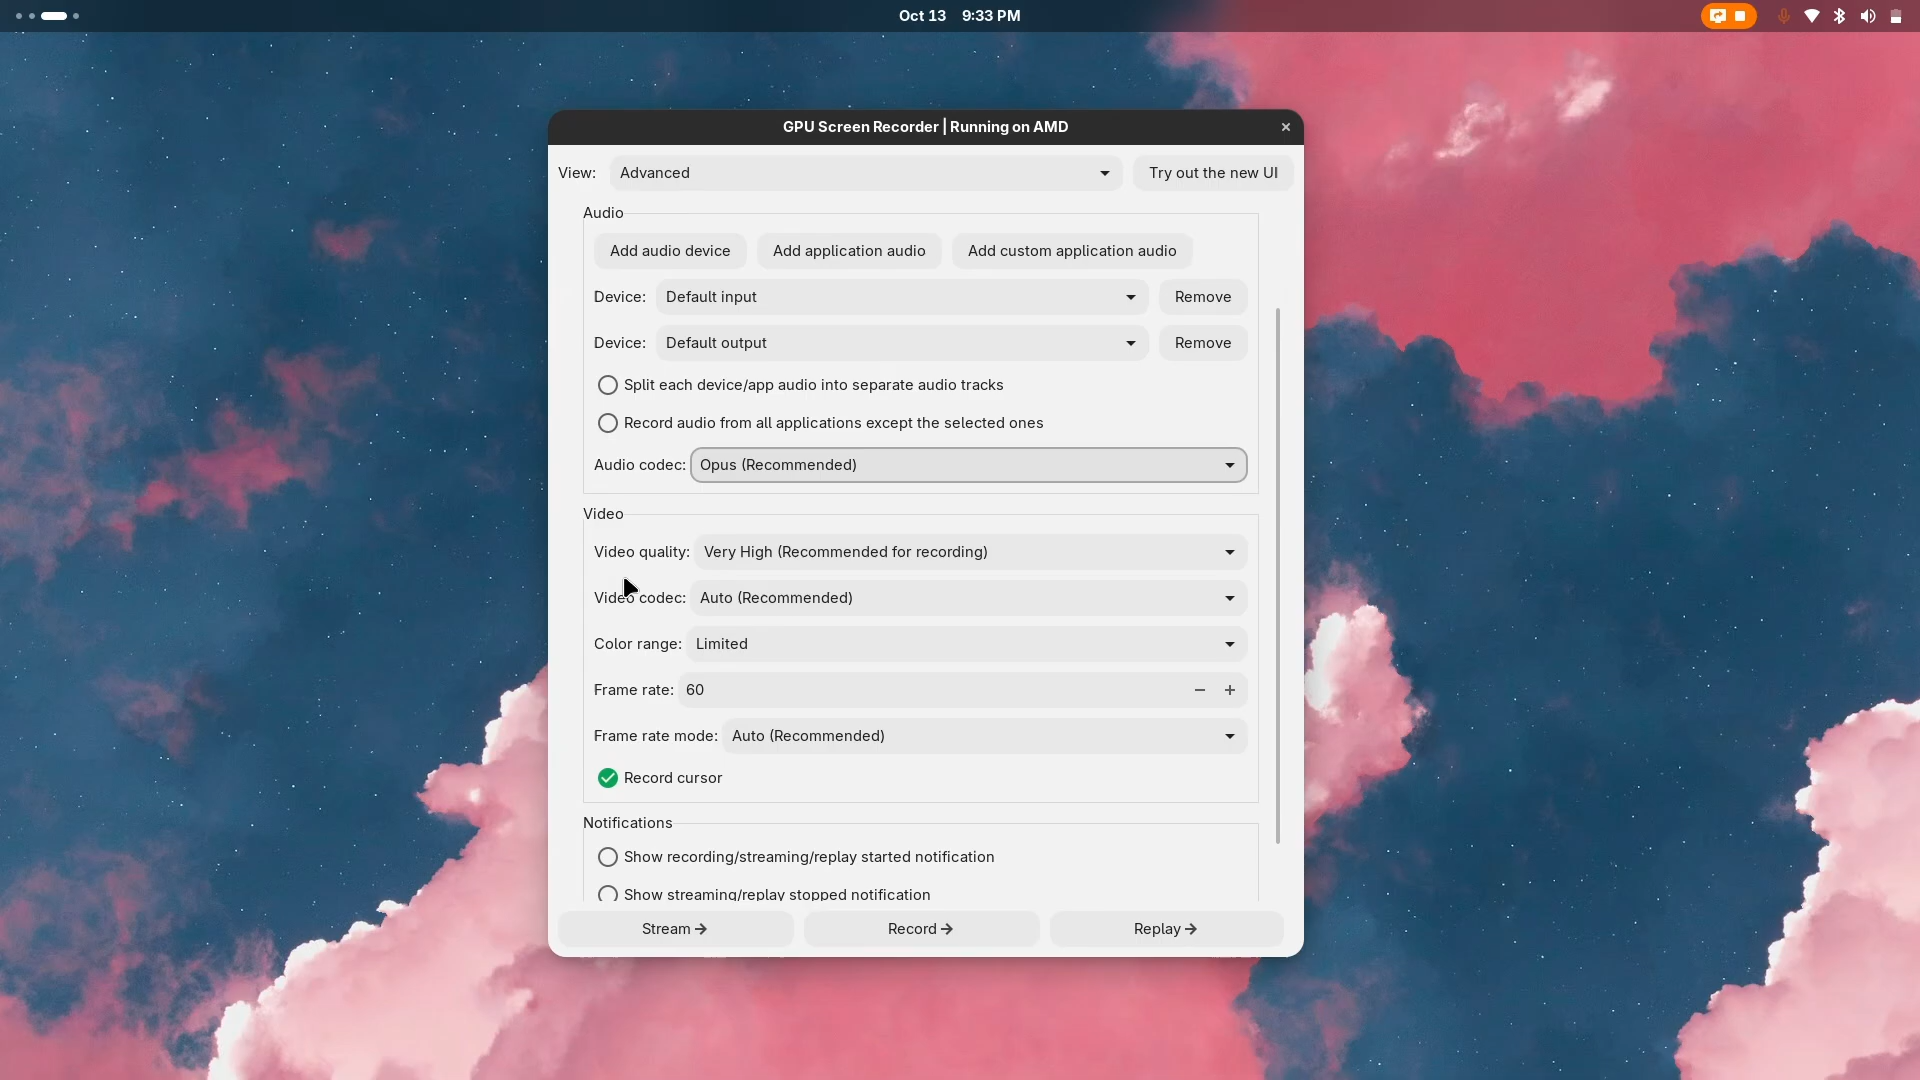 Oct 13 9:33 PM
GPU Screen Recorder | Running on AMD
View: Advanced Try out the new UI
Audio
Add audio device Add application audio Add custom application audio
Device: Default input Remove
Device: Default output Remove
Split each device/app audio into separate audio tracks
Record audio from all applications except the selected ones
Audio codec: Opus (Recommended)
Video
Video quality: Very High (Recommended for recording)
Video codec: Auto (Recommended)
Color range: Limited
Frame rate: 60
Frame rate mode: Auto (Recommended)
Record cursor
Notifications
Show recording/streaming/replay started notification
Show streaming/replay stopped notification
Stream Record Replay